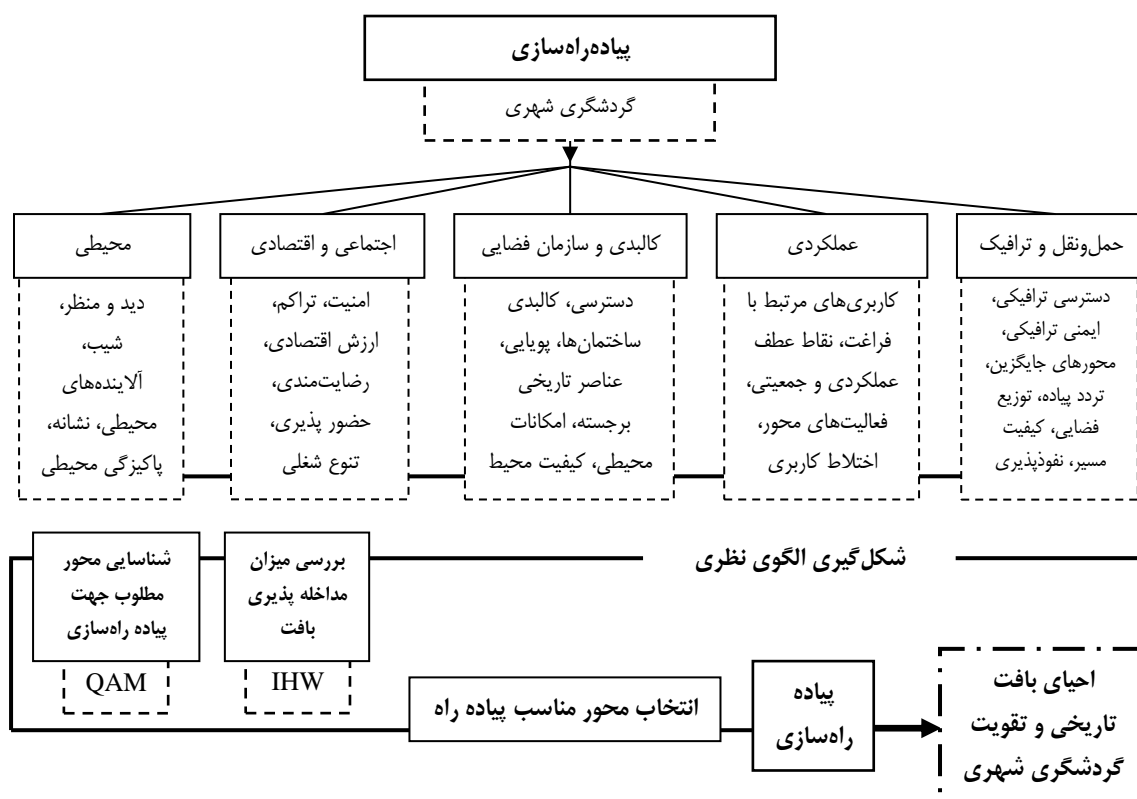 پیاده‌راه‌سازی
گردشگری شهری
حمل‌ونقل و ترافیک
دسترسی ترافیکی،
ایمنی ترافیکی،
محورهای جایگزین،
تردد پیاده، توزیع
فضایی، کیفیت
مسیر، نفوذپذیری
عملکردی
کاربری‌های مرتبط با
فراغت، نقاط عطف
عملکردی و جمعیتی،
فعالیت‌های محور،
اختلاط کاربری
کالبدی و سازمان فضایی
دسترسی، کالبدی
ساختمان‌ها، پویایی،
عناصر تاریخی
برجسته، امکانات
محیطی، کیفیت محیط
اجتماعی و اقتصادی
امنیت، تراکم،
ارزش اقتصادی،
رضایت‌مندی،
حضور پذیری،
تنوع شغلی
محیطی
دید و منظر،
شیب،
آلاینده‌های
محیطی، نشانه،
پاکیزگی محیطی
شکل‌گیری الگوی نظری
بررسی میزان
مداخله پذیری
بافت
IHW
شناسایی محور
مطلوب جهت
پیاده راه‌سازی
QAM
انتخاب محور مناسب پیاده راه
پیاده
راه‌سازی
احیای بافت
تاریخی و تقویت
گردشگری شهری